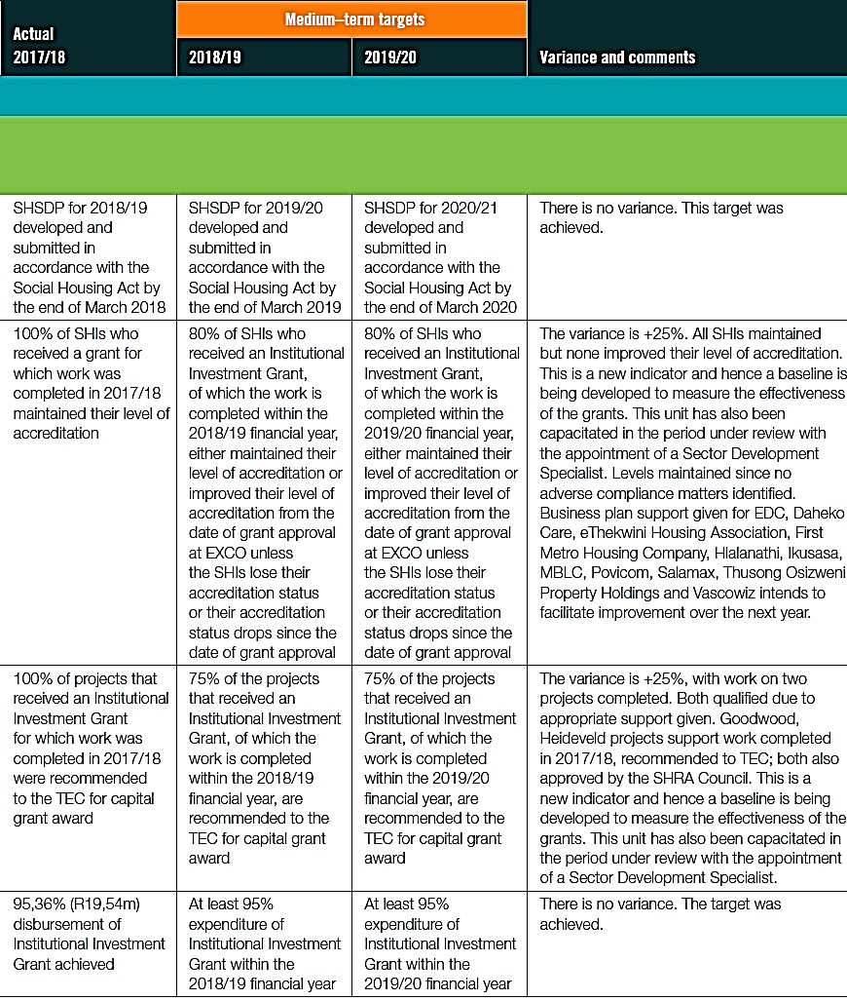 Actual
2017/18
Medium–term targets
2018/19
2019/20
Variance and comments
SHSDP for 2018/19
developed and
submitted in
accordance with the
Social Housing Act by
the end of March 2018
SHSDP for 2019/20
developed and
submitted in
accordance with the
Social Housing Act by
the end of March 2019
SHSDP for 2020/21
developed and
submitted in
accordance with the
Social Housing Act by
the end of March 2020
There is no variance. This target was
achieved.
100% of SHIs who
received a grant for
which work was
completed in 2017/18
maintained their level of
accreditation
80% of SHIs who
received an Institutional
Investment Grant,
of which the work is
completed within the
2018/19 financial year,
either maintained their
level of accreditation or
improved their level of
accreditation from the
date of grant approval
at EXCO unless
the SHIs lose their
accreditation status
or their accreditation
status drops since the
date of grant approval
80% of SHIs who
received an Institutional
Investment Grant,
of which the work is
completed within the
2019/20 financial year,
either maintained their
level of accreditation or
improved their level of
accreditation from the
date of grant approval
at EXCO unless
the SHIs lose their
accreditation status
or their accreditation
status drops since the
date of grant approval
The variance is +25%. All SHIs maintained
but none improved their level of accreditation.
This is a new indicator and hence a baseline is
being developed to measure the effectiveness
of the grants. This unit has also been
capacitated in the period under review with
the appointment of a Sector Development
Specialist. Levels maintained since no
adverse compliance matters identified.
Business plan support given for EDC, Daheko
Care, eThekwini Housing Association, First
Metro Housing Company, Hlalanathi, Ikusasa,
MBLC, Povicom, Salamax, Thusong Osizweni
Property Holdings and Vascowiz intends to
facilitate improvement over the next year.
100% of projects that
received an Institutional
Investment Grant
for which work was
completed in 2017/18
were recommended
to the TEC for capital
grant award
75% of the projects
that received an
Institutional Investment
Grant, of which the
work is completed
within the 2018/19
financial year, are
recommended to the
TEC for capital grant
award
75% of the projects
that received an
Institutional Investment
Grant, of which the
work is completed
within the 2019/20
financial year, are
recommended to the
TEC for capital grant
award
The variance is +25%, with work on two
projects completed. Both qualified due to
appropriate support given. Goodwood,
Heideveld projects support work completed
in 2017/18, recommended to TEC; both also
approved by the SHRA Council. This is a
new indicator and hence a baseline is being
developed to measure the effectiveness of the
grants. This unit has also been capacitated in
the period under review with the appointment
of a Sector Development Specialist.
95,36% (R19,54m)
disbursement of
Institutional Investment
Grant achieved
At least 95%
expenditure of
Institutional Investment
Grant within the
2018/19 financial year
At least 95%
expenditure of
Institutional Investment
Grant within the
2019/20 financial year
There is no variance. The target was
achieved.